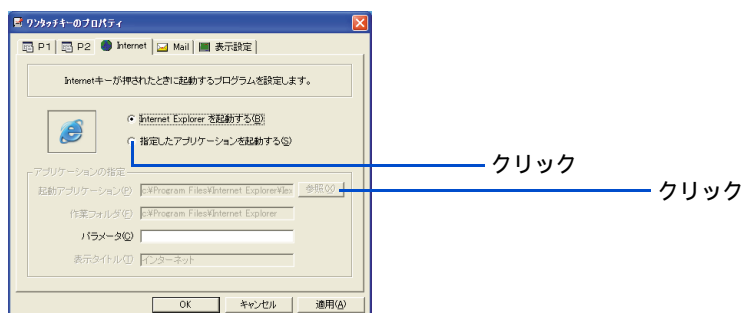 ワンタッチキーのプロパティ
P1 P2 Internet Mail 表示設定
Internetキーが押されたときに起動するプログラムを設定します。
Internet Explorer を起動する(B)
指定したアプリケーションを起動する(S)
クリック
アプリケーションの指定
起動アプリケーション(P) c:¥Program Files¥Internet Explorer¥ie 参照(X)
クリック
作業フォルダ(F) c:¥Program Files¥Internet Explorer
パラメータ(C)
表示タイトル(T) インターネット
OK キャンセル 適用(A)